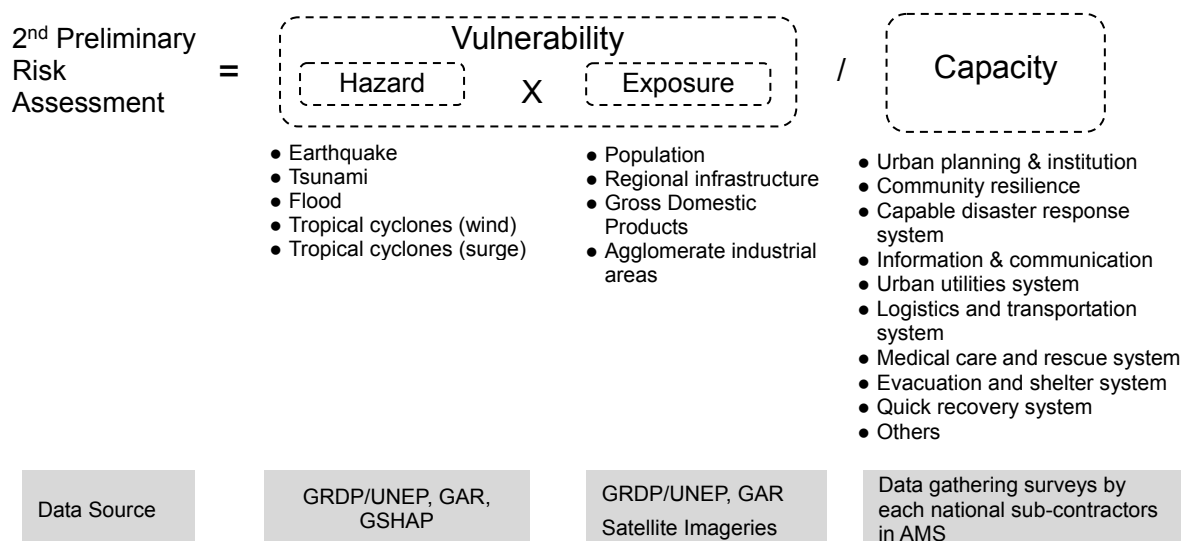 2nd Preliminary
Risk
Assessment
=
Vulnerability
Hazard
X
Exposure
/
Capacity
● Earthquake
● Tsunami
● Flood
● Tropical cyclones (wind)
● Tropical cyclones (surge)
● Population
● Regional infrastructure
● Gross Domestic
Products
● Agglomerate industrial
areas
● Urban planning & institution
● Community resilience
● Capable disaster response
system
● Information & communication
● Urban utilities system
● Logistics and transportation
system
● Medical care and rescue system
● Evacuation and shelter system
● Quick recovery system
● Others
Data Source
GRDP/UNEP, GAR,
GSHAP
GRDP/UNEP, GAR
Satellite Imageries
Data gathering surveys by
each national sub-contractors
in AMS